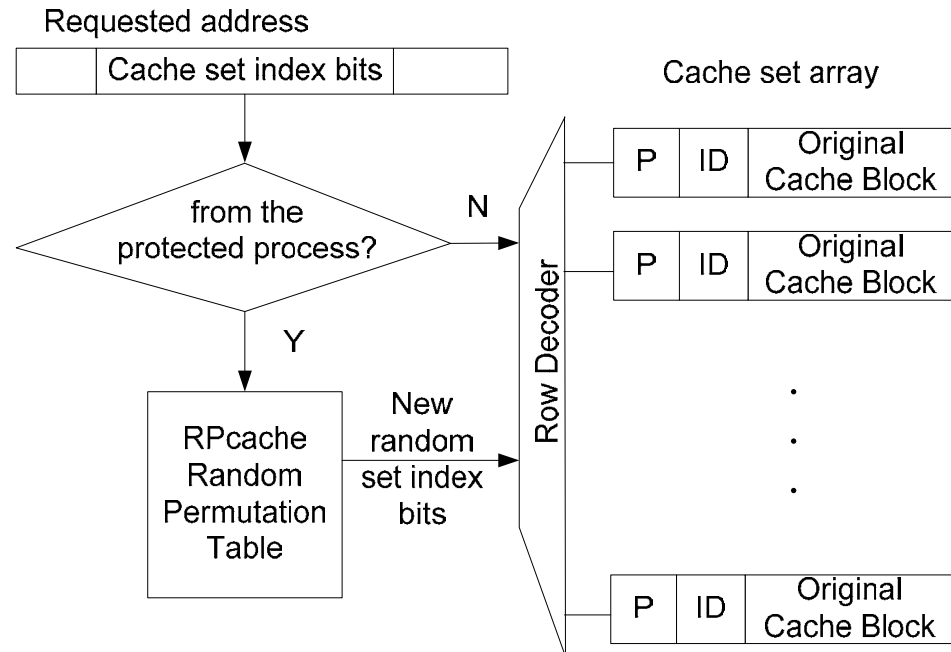 Requested address
Cache set index bits
Cache set array
from the
protected process?
N
Y
RPcache
Random
Permutation
Table
New
random
set index
bits
Row Decoder
P
ID
Original
Cache Block
P
ID
Original
Cache Block
P
ID
Original
Cache Block